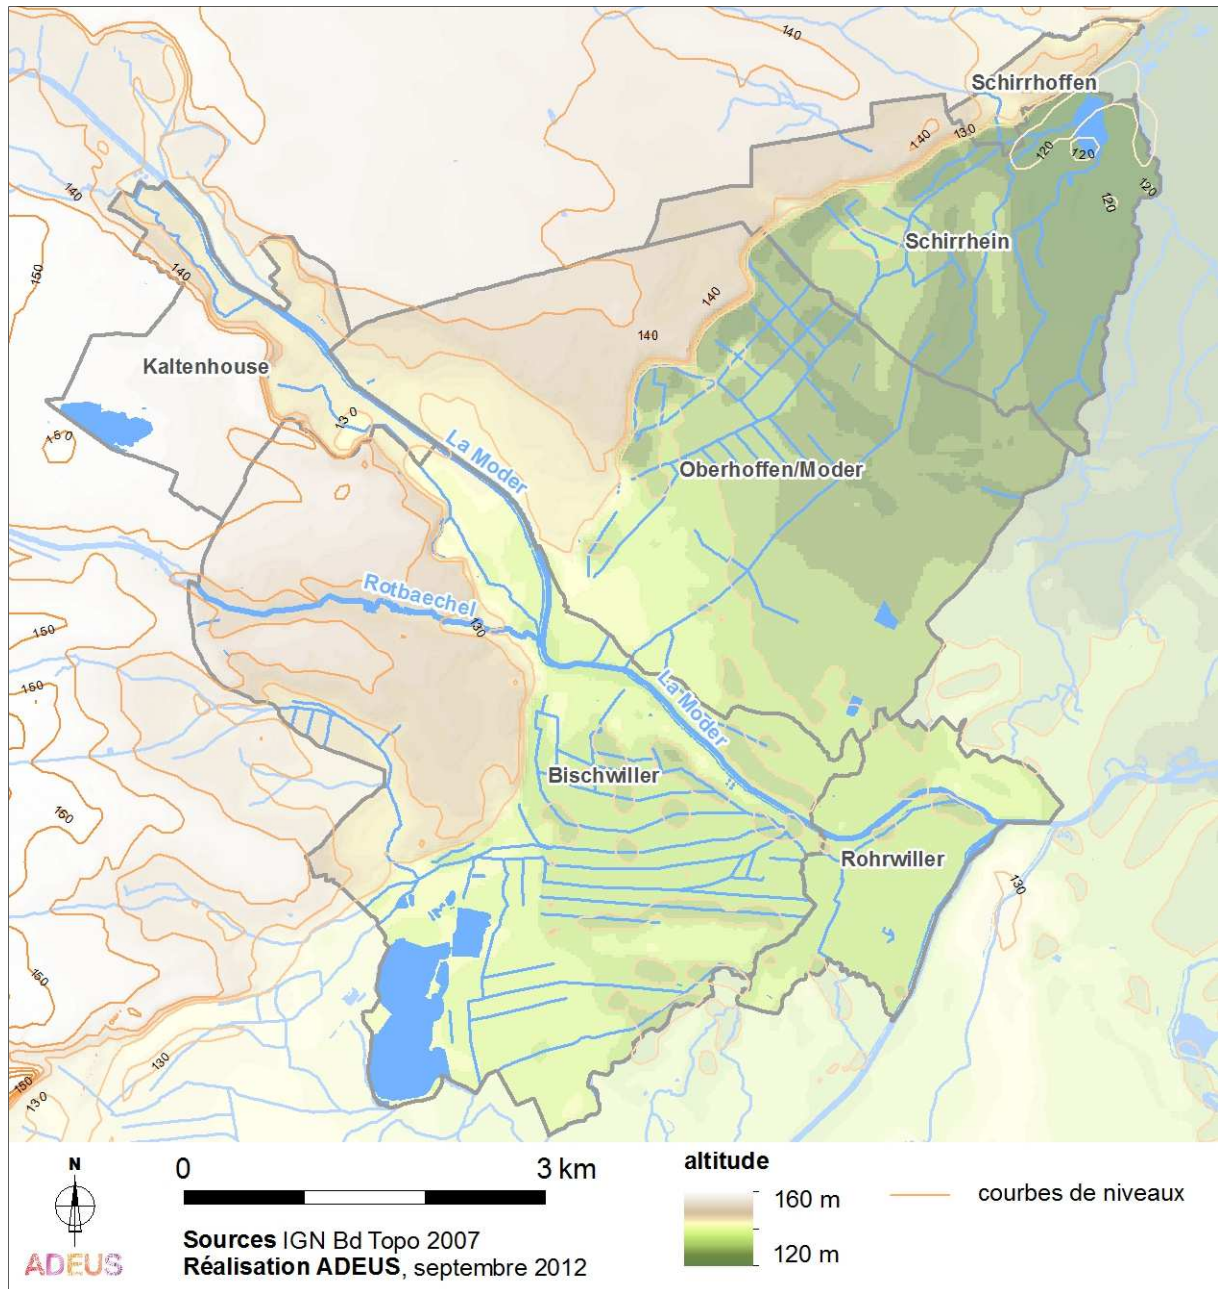 140
Schirrhoffen
140
130
120
120
120
140
120
Schirrhein
150
140
140
140
Kaltenhouse
130
150
La Moder
Oberhoffen/Moder
Rotbaechel
130
150
150
La Moder
Bischwiller
160
Rohrwiller
130
150
130
150
130
N
0 3 km
altitude
160 m
120 m
courbes de niveaux
Sources IGN Bd Topo 2007
Réalisation ADEUS, septembre 2012
ADEUS